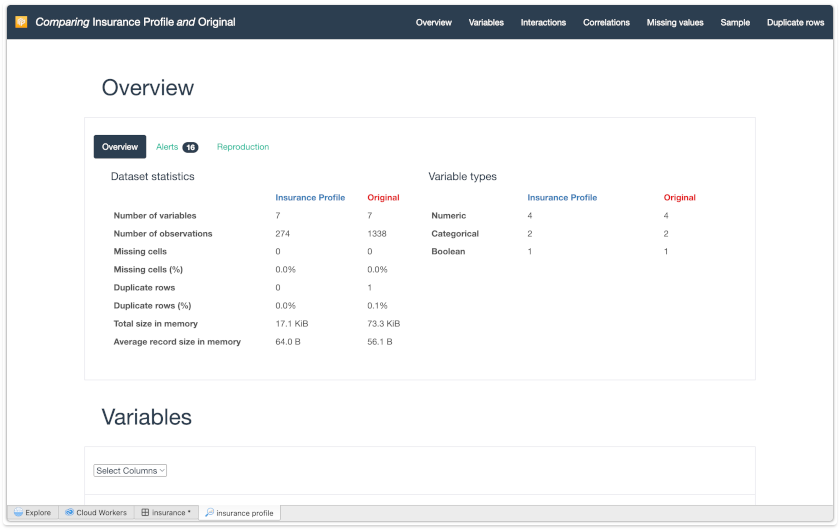 Comparing Insurance Profile and Original
Overview Variables Interactions Correlations Missing values Sample Duplicate rows
Overview
Overview Alerts 16 Reproduction
Dataset statistics
Insurance Profile Original
Number of variables 7 7
Number of observations 274 1338
Missing cells 0 0
Missing cells (%) 0.0% 0.0%
Duplicate rows 0 1
Duplicate rows (%) 0.0% 0.1%
Total size in memory 17.1 KiB 73.3 KiB
Average record size in memory 64.0 B 56.1 B
Variable types
Insurance Profile Original
Numeric 4 4
Categorical 2 2
Boolean 1 1
Variables
Select Columns
Explore Cloud Workers insurance * insurance profile